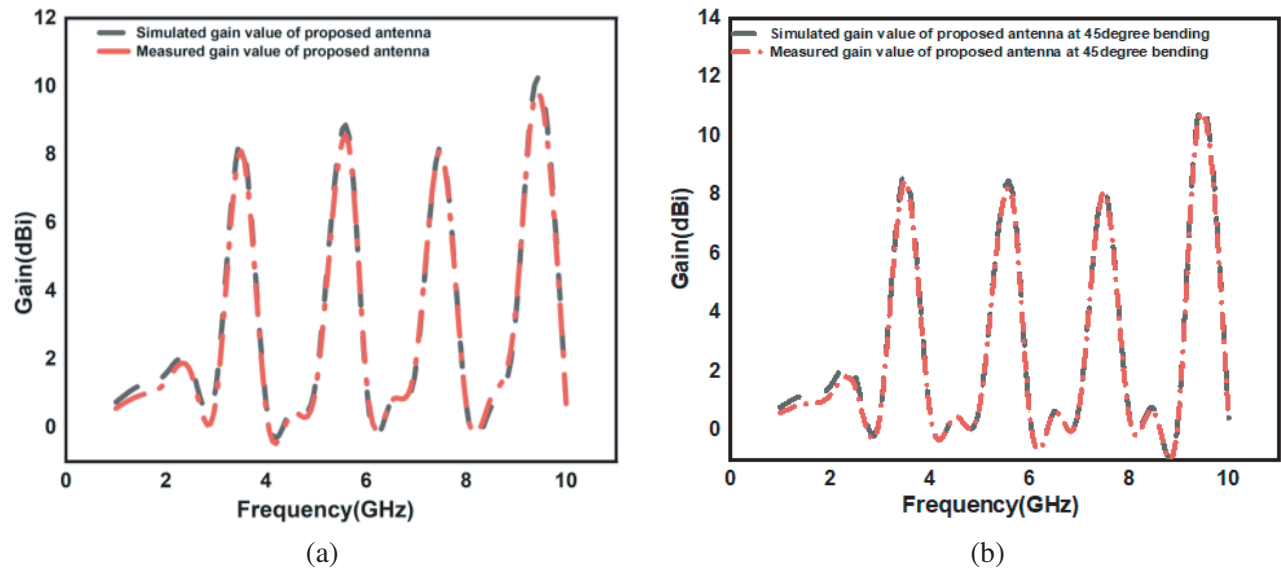 12
10
8
6
4
2
0
Gain(dBi)
Simulated gain value of proposed antenna
Measured gain value of proposed antenna
0 2 4 6 8 10
Frequency(GHz)
(a)
14
12
10
8
6
4
2
0
Gain(dBi)
Simulated gain value of proposed antenna at 45degree bending
Measured gain value of proposed antenna at 45degree bending
0 2 4 6 8 10
Frequency(GHz)
(b)